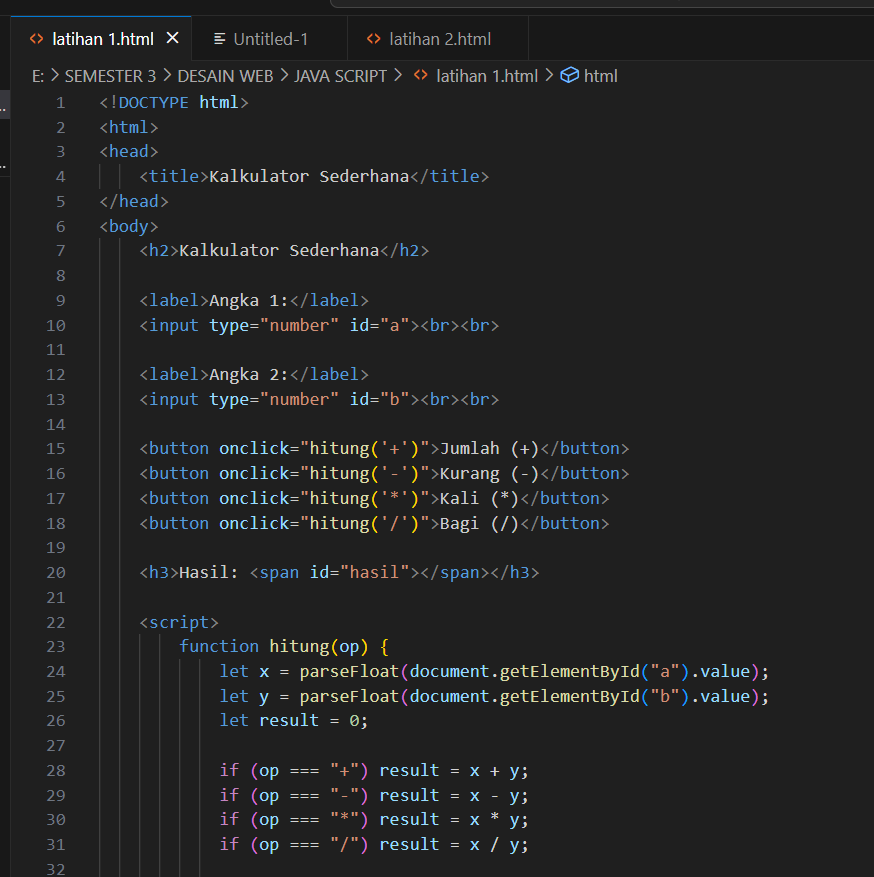 latihan 1.html Untitled-1 latihan 2.html
E: > SEMESTER 3 > DESAIN WEB > JAVA SCRIPT > latihan 1.html > html
1 <!DOCTYPE html>
2 <html>
3 <head>
4 <title>Kalkulator Sederhana</title>
5 </head>
6 <body>
7 <h2>Kalkulator Sederhana</h2>
8
9 <label>Angka 1:</label>
10 <input type="number" id="a"><br><br>
11
12 <label>Angka 2:</label>
13 <input type="number" id="b"><br><br>
14
15 <button onclick="hitung('+')">Jumlah (+)</button>
16 <button onclick="hitung('-')">Kurang (-)</button>
17 <button onclick="hitung('*')">Kali (*)</button>
18 <button onclick="hitung('/')">Bagi (/)</button>
19
20 <h3>Hasil: <span id="hasil"></span></h3>
21
22 <script>
23 function hitung(op) {
24 let x = parseFloat(document.getElementById("a").value);
25 let y = parseFloat(document.getElementById("b").value);
26 let result = 0;
27
28 if (op === "+") result = x + y;
29 if (op === "-") result = x - y;
30 if (op === "*") result = x * y;
31 if (op === "/") result = x / y;
32